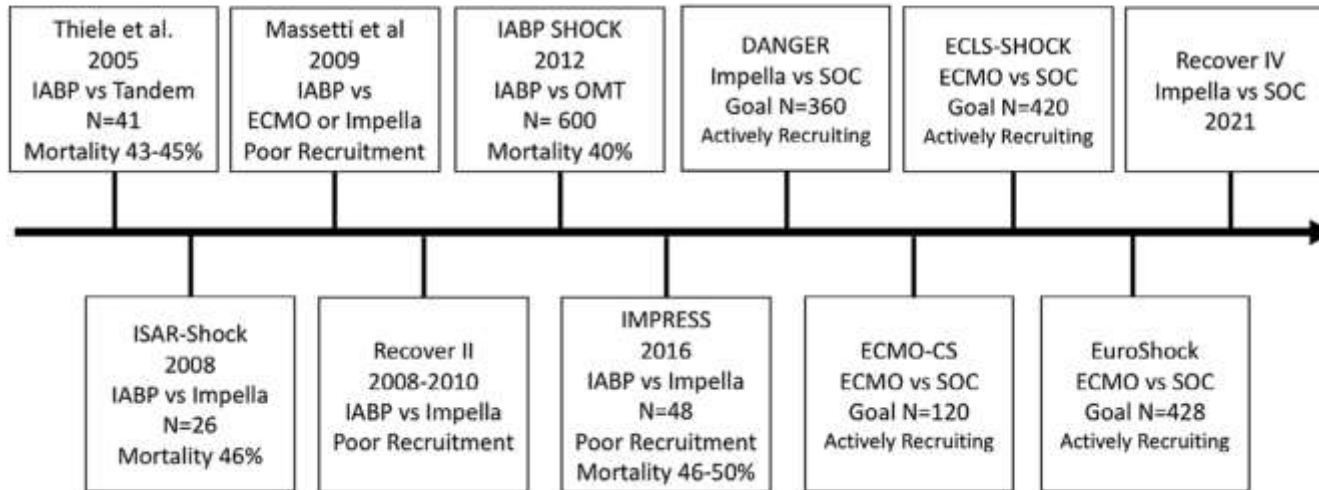 Thiele et al.
2005
IABP vs Tandem
N=41
Mortality 43-45%
Massetti et al
2009
IABP vs
ECMO or Impella
Poor Recruitment
IABP SHOCK
2012
IABP vs OMT
N= 600
Mortality 40%
DANGER
Impella vs SOC
Goal N=360
Actively Recruiting
ECLS-SHOCK
ECMO vs SOC
Goal N=420
Actively Recruiting
Recover IV
Impella vs SOC
2021
ISAR-Shock
2008
IABP vs Impella
N=26
Mortality 46%
Recover II
2008-2010
IABP vs Impella
Poor Recruitment
IMPRESS
2016
IABP vs Impella
N=48
Poor Recruitment
Mortality 46-50%
ECMO-CS
ECMO vs SOC
Goal N=120
Actively Recruiting
EuroShock
ECMO vs SOC
Goal N=428
Actively Recruiting